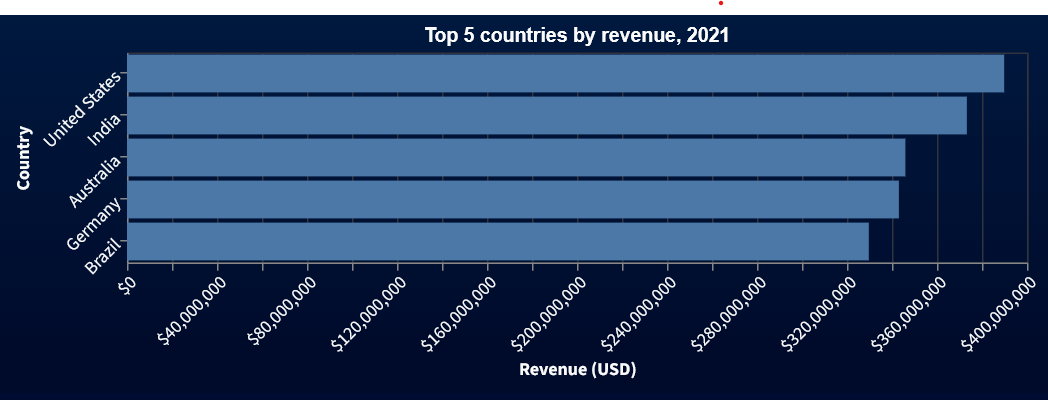 Top 5 countries by revenue, 2021
Country
United States
India
Australia
Germany
Brazil
$0
$40,000,000
$80,000,000
$120,000,000
$160,000,000
$200,000,000
$240,000,000
$280,000,000
$320,000,000
$360,000,000
$400,000,000
Revenue (USD)